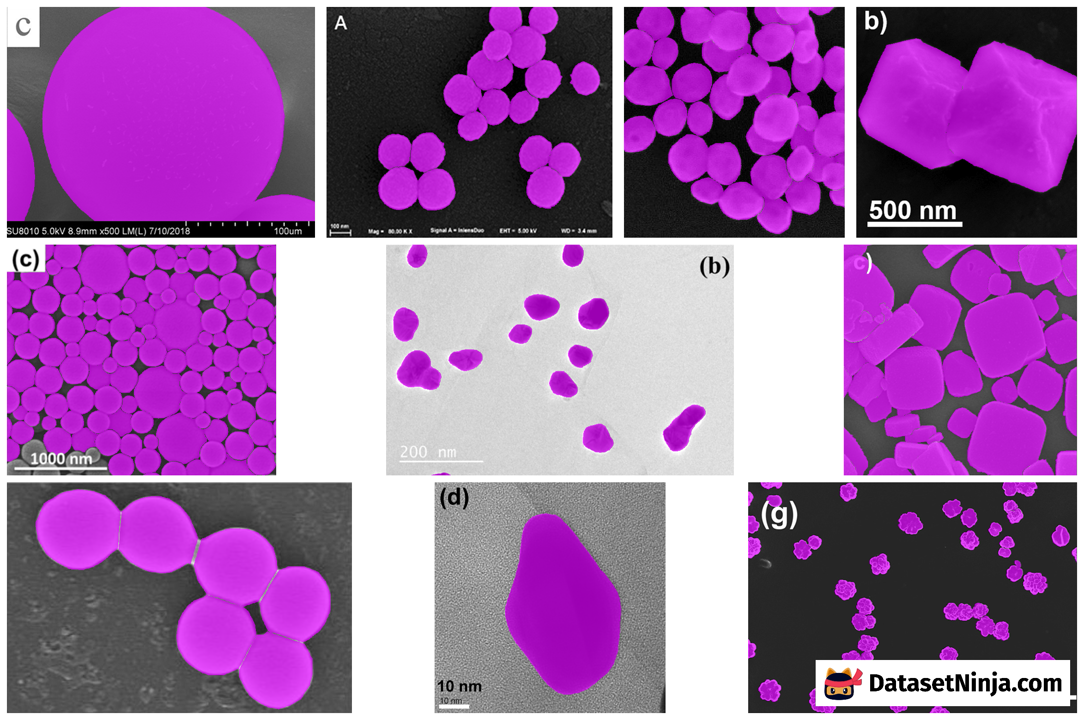 c
SU8010 5.0kV 8.9mm x500 LM(L) 7/10/2018 100um
A
100 nm Mag = 80.00 K X Signal A = InlensDuo EHT = 5.00 kV WD = 3.4 mm
b)
500 nm
(c)
1000 nm
(b)
200 nm
c)
(d)
10 nm
10 nm
(g)
DatasetNinja.com